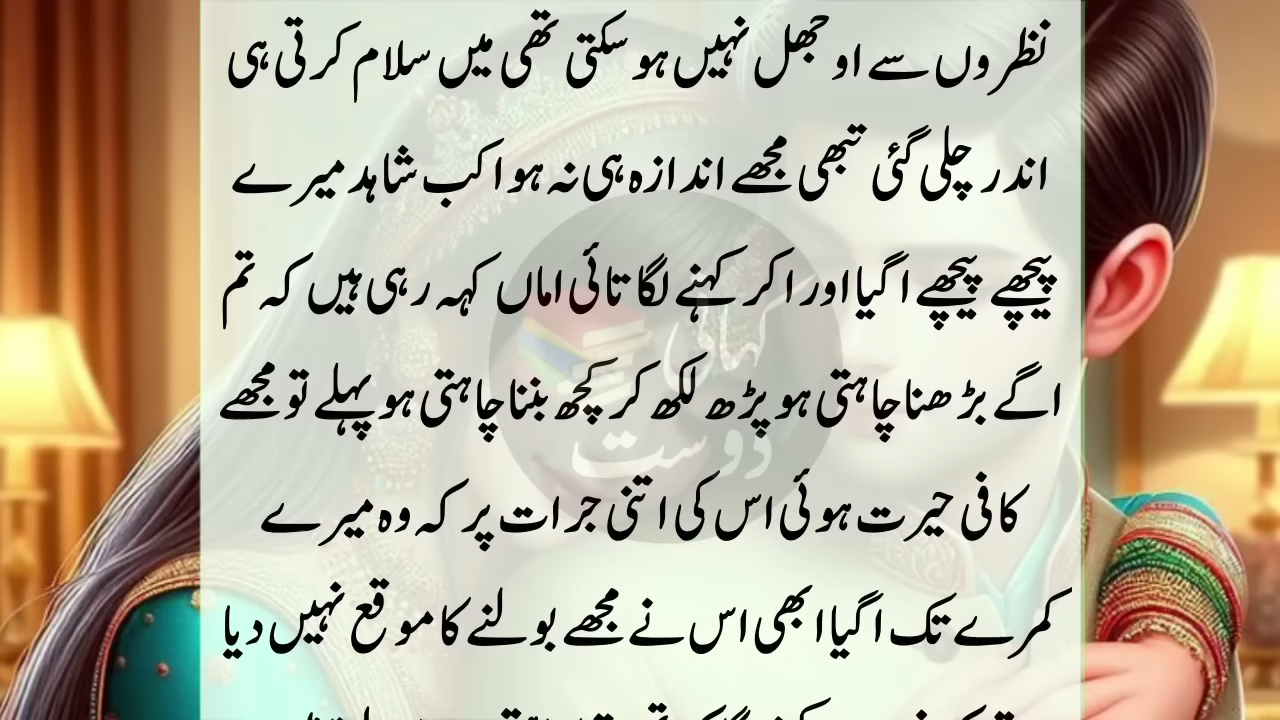 نظروں سے اوجھل نہیں ہو سکتی تھی میں سلام کرتی ہی
اندر چلی گئی تبھی مجھے اندازہ ہی نہ ہوا کب شاہد میرے
پیچھے پیچھے اگیا اور اکر کہنے لگا تائی اماں کہہ رہی ہیں کہ تم
اگے بڑھنا چاہتی ہو پڑھ لکھ کر کچھ بننا چاہتی ہو پہلے تو مجھے
کافی حیرت ہوئی اس کی اتنی جرات پر کہ وہ میرے
کمرے تک اگیا ابھی اس نے مجھے بولنے کا موقع نہیں دیا
کہانی
دوست